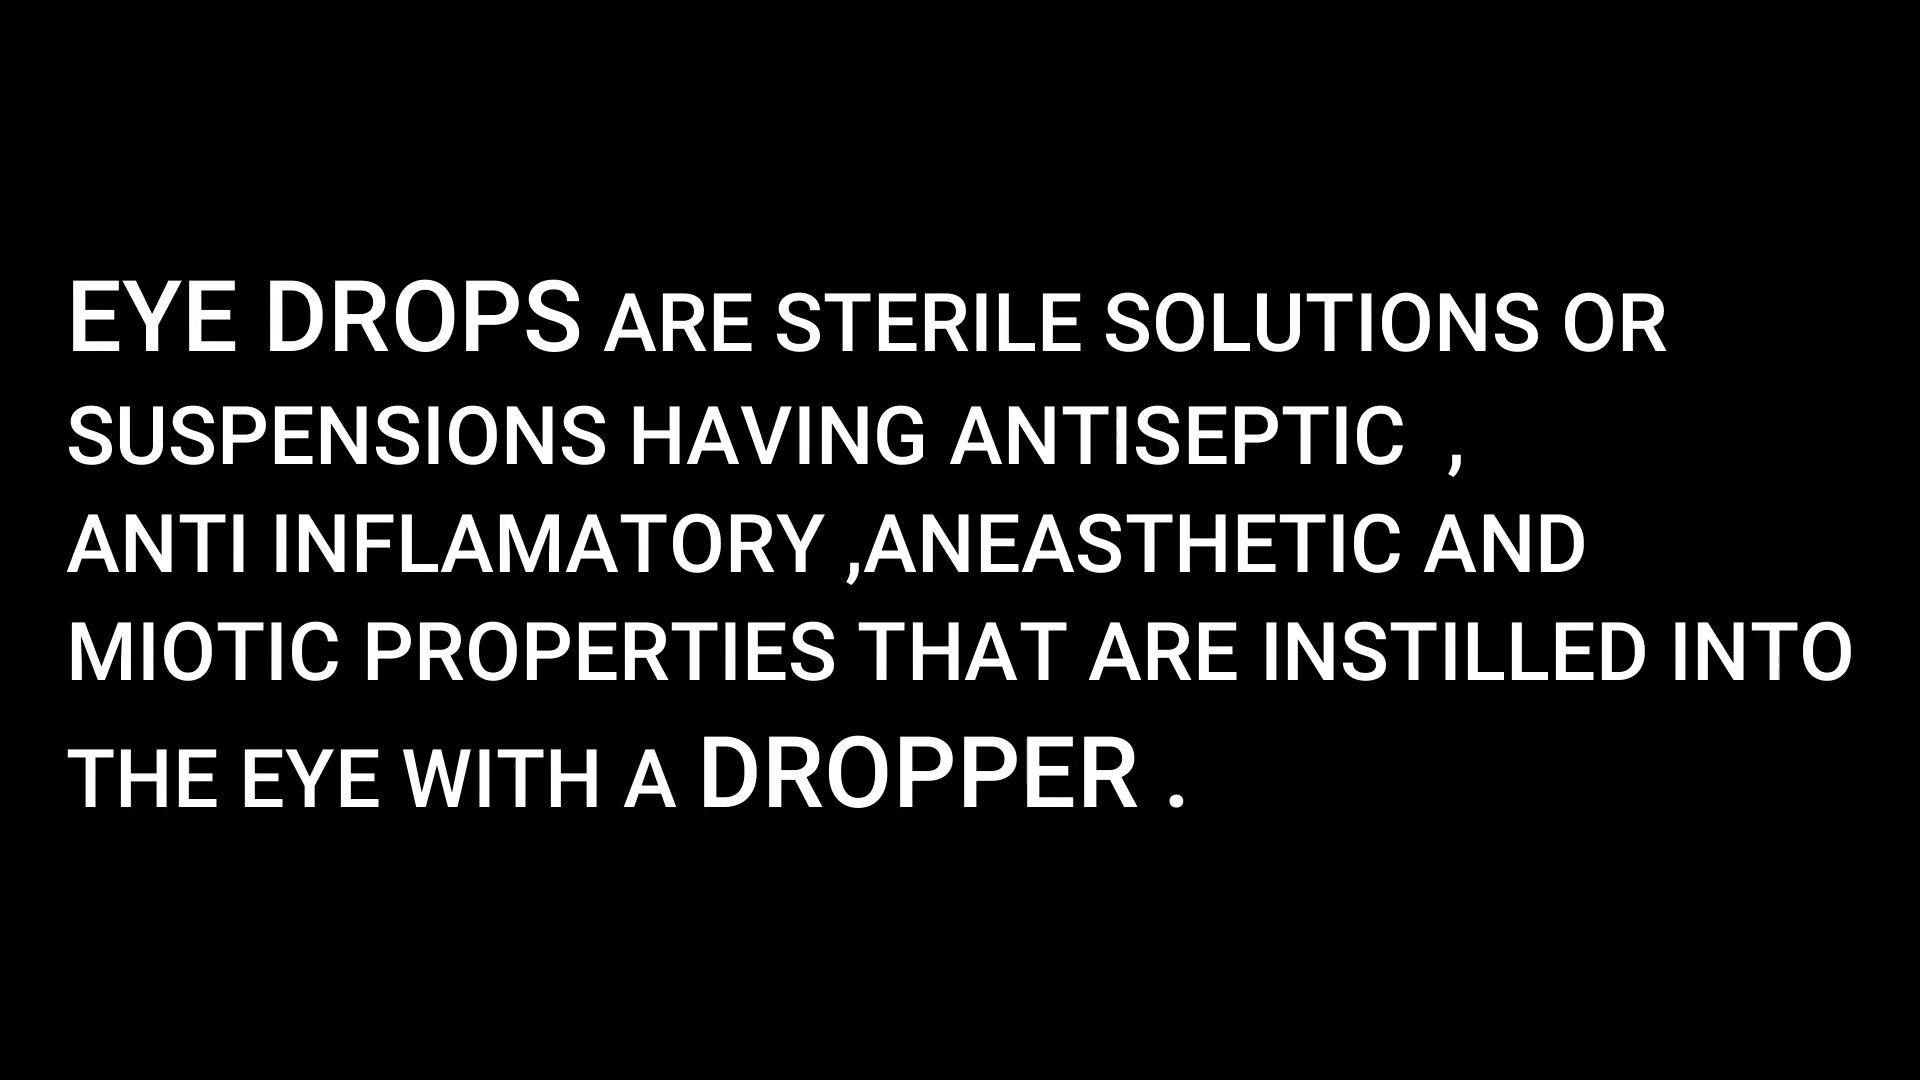 EYE DROPS ARE STERILE SOLUTIONS OR
SUSPENSIONS HAVING ANTISEPTIC  ,
ANTI INFLAMATORY ,ANEASTHETIC AND
MIOTIC PROPERTIES THAT ARE INSTILLED INTO
THE EYE WITH A DROPPER .